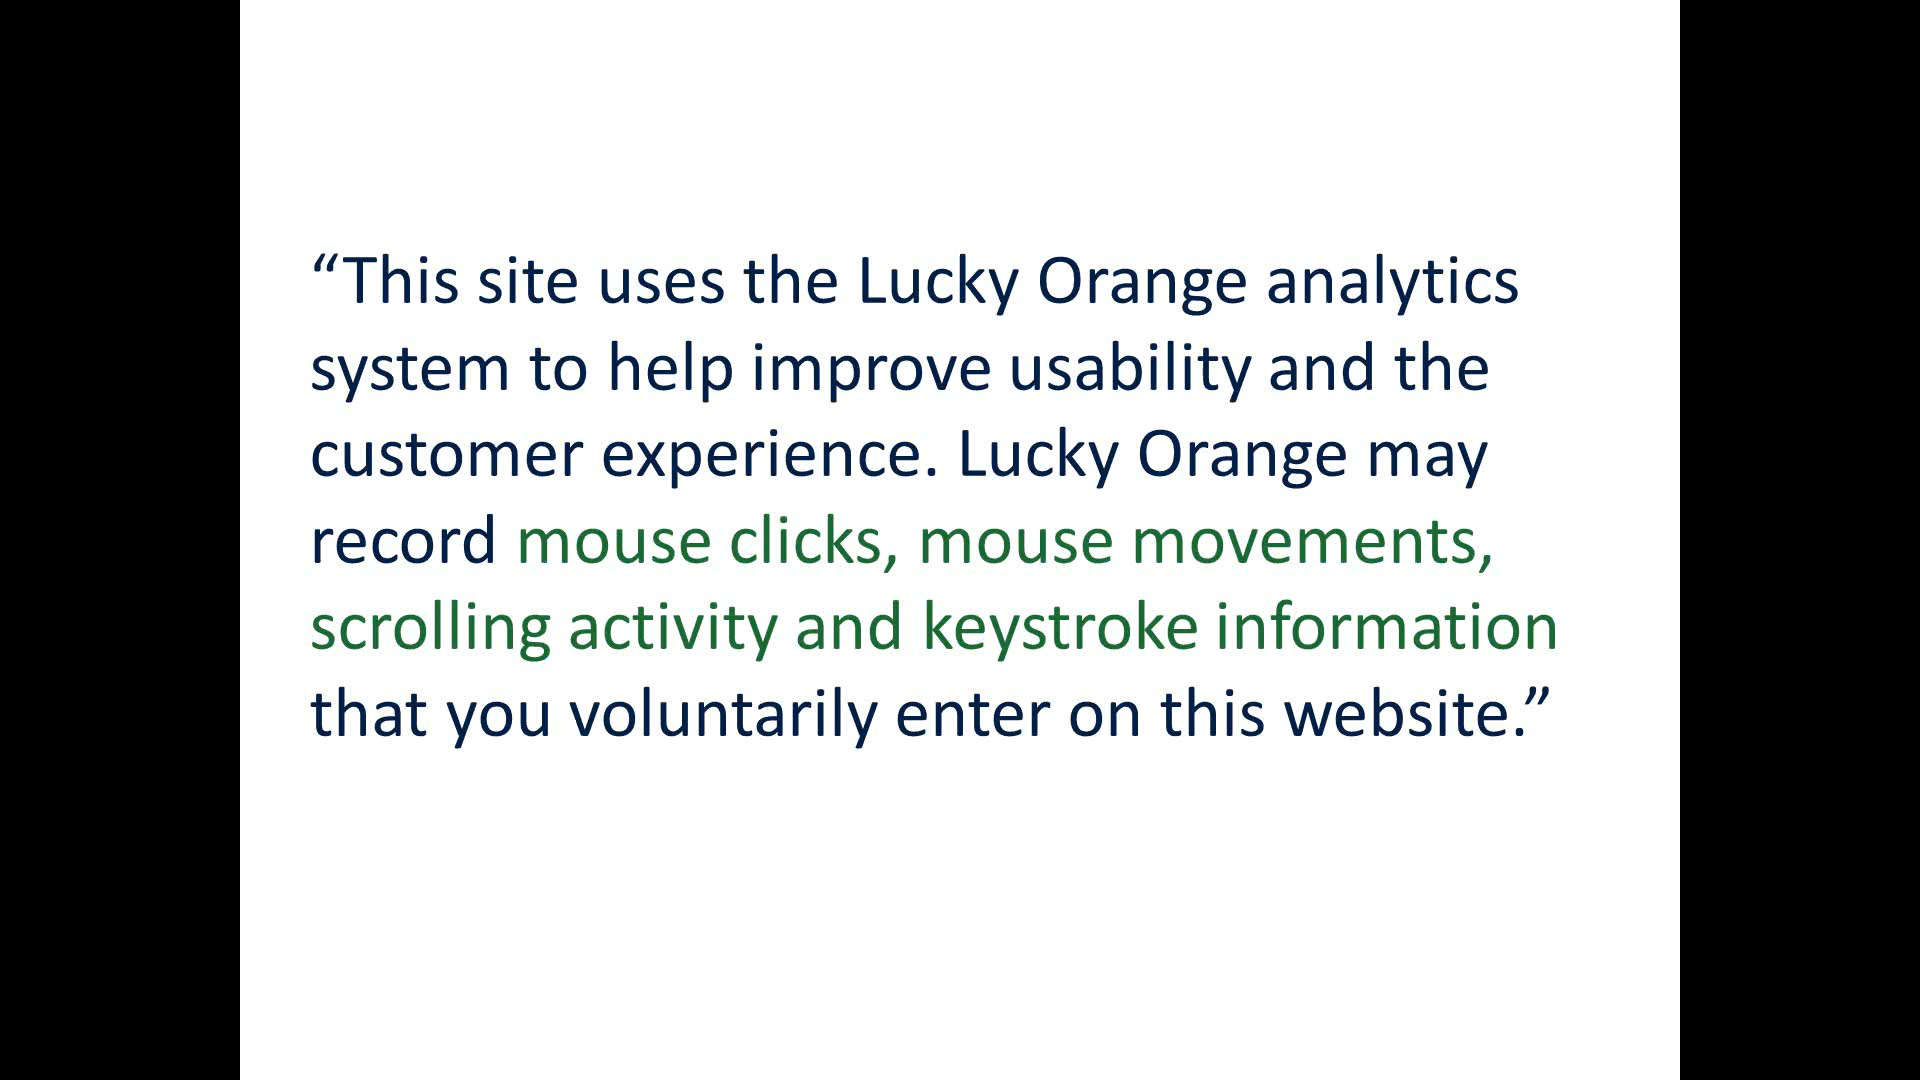 “This site uses the Lucky Orange analytics
system to help improve usability and the
customer experience. Lucky Orange may
record mouse clicks, mouse movements,
scrolling activity and keystroke information
that you voluntarily enter on this website.”